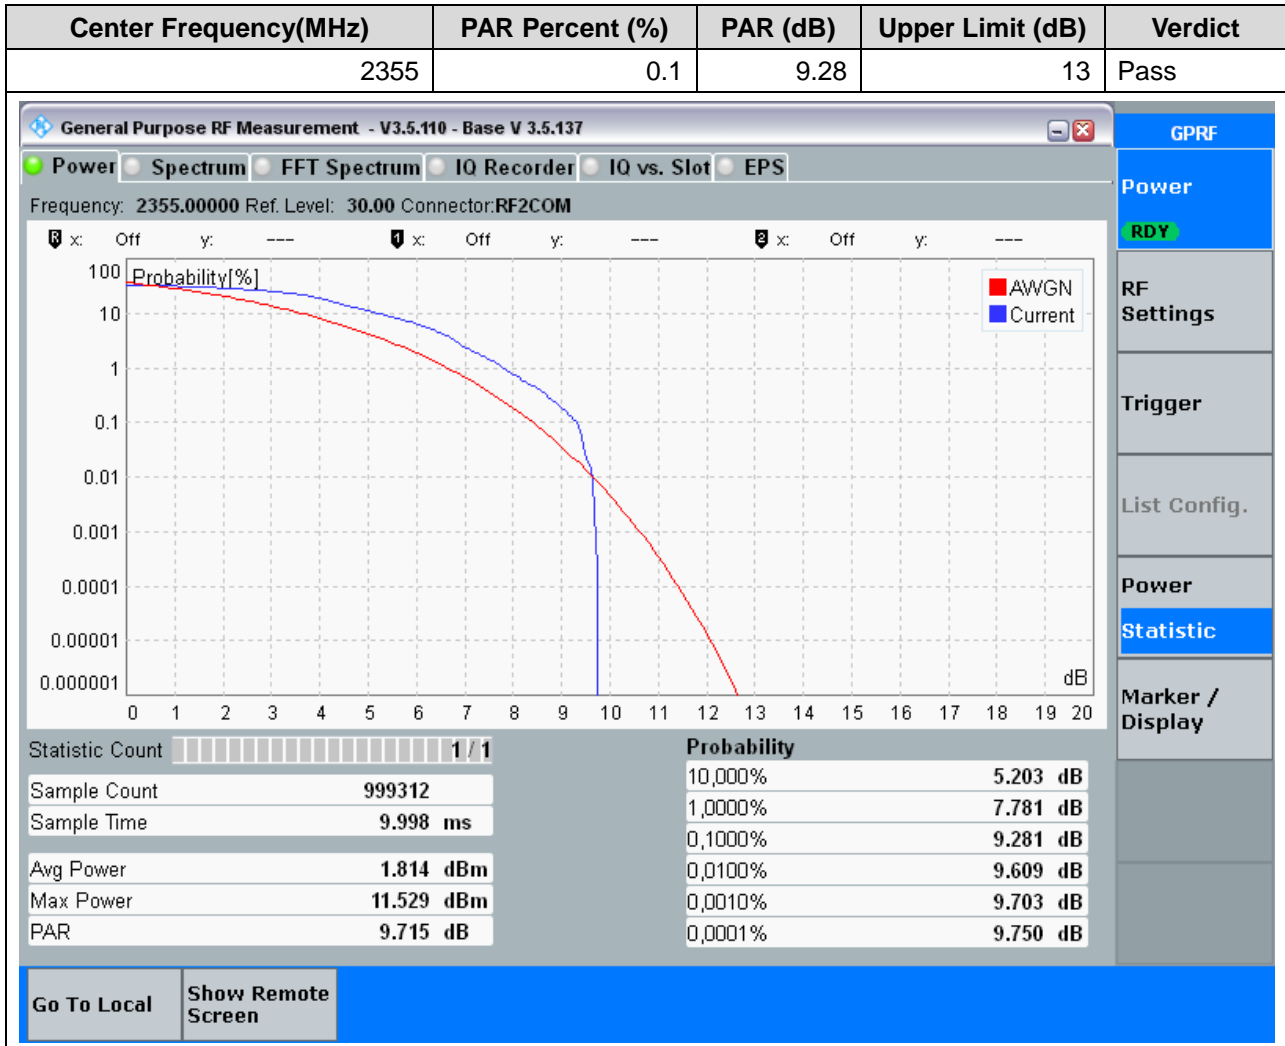 Center Frequency(MHz) PAR Percent (%) PAR (dB) Upper Limit (dB) Verdict
2355 0.1 9.28 13 Pass
General Purpose RF Measurement - V3.5.110 - Base V 3.5.137
GPRF
Power Spectrum FFT Spectrum IQ Recorder IQ vs. Slot EPS
Frequency: 2355.00000 Ref. Level: 30.00 Connector:RF2COM
R x: Off y: --- 1 x: Off y: --- 2 x: Off y: ---
Probability[%]
AWGN
Current
100
10
1
0.1
0.01
0.001
0.0001
0.00001
0.000001
dB
0 1 2 3 4 5 6 7 8 9 10 11 12 13 14 15 16 17 18 19 20
Statistic Count 1 / 1
Sample Count 999312
Sample Time 9.998 ms
Avg Power 1.814 dBm
Max Power 11.529 dBm
PAR 9.715 dB
Probability
10,000% 5.203 dB
1,0000% 7.781 dB
0,1000% 9.281 dB
0,0100% 9.609 dB
0,0010% 9.703 dB
0,0001% 9.750 dB
Power
RDY
RF
Settings
Trigger
List Config.
Power
Statistic
Marker /
Display
Go To Local
Show Remote
Screen